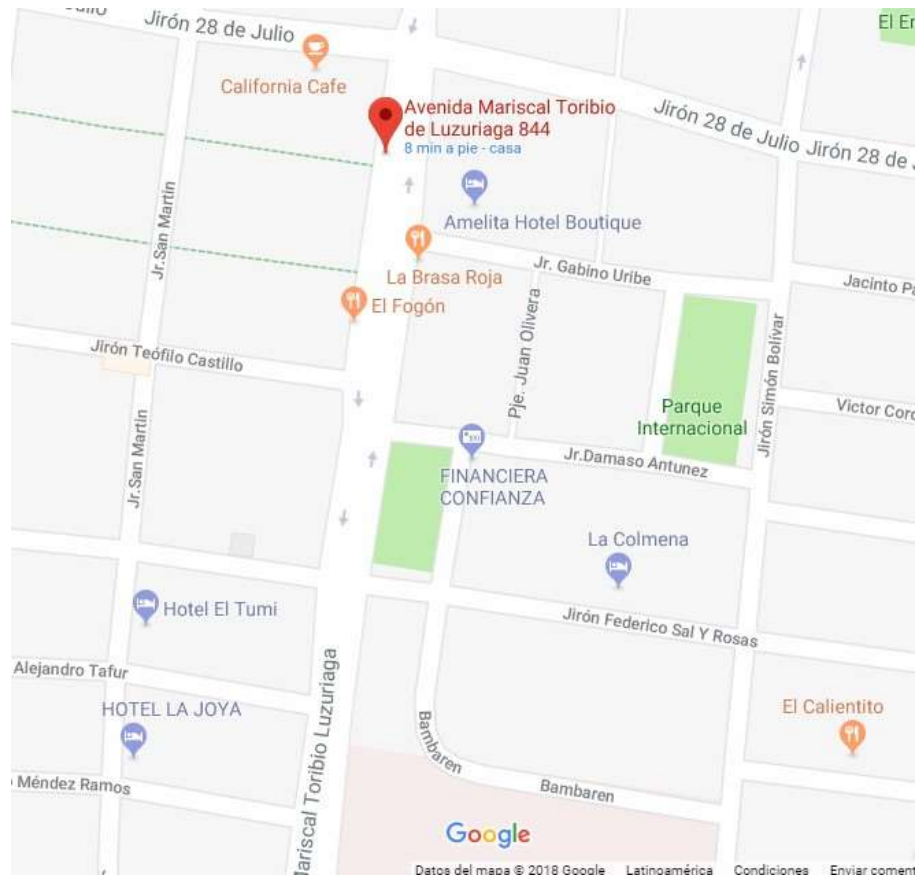 Julio
Jirón 28 de Julio
El Er
California Cafe
Avenida Mariscal Toribio
de Luzuriaga 844
8 min a pie - casa
Jirón 28 de Julio
Jirón 28 de J
Jr.San Martin
Amelita Hotel Boutique
La Brasa Roja
Jr. Gabino Uribe
Jacinto Pa
El Fogón
Jirón Teófilo Castillo
Pje. Juan Olivera
Parque
Internacional
Jirón Simón Bolívar
Victor Cord
Jr.San Martin
Jr.Damaso Antunez
FINANCIERA
CONFIANZA
La Colmena
Hotel El Tumi
Jirón Federico Sal Y Rosas
Alejandro Tafur
HOTEL LA JOYA
Mariscal Toribio Luzuriaga
El Calientito
Bambaren
Bambaren
o Méndez Ramos
Google
Datos del mapa © 2018 Google Latinoamérica Condiciones Enviar coment